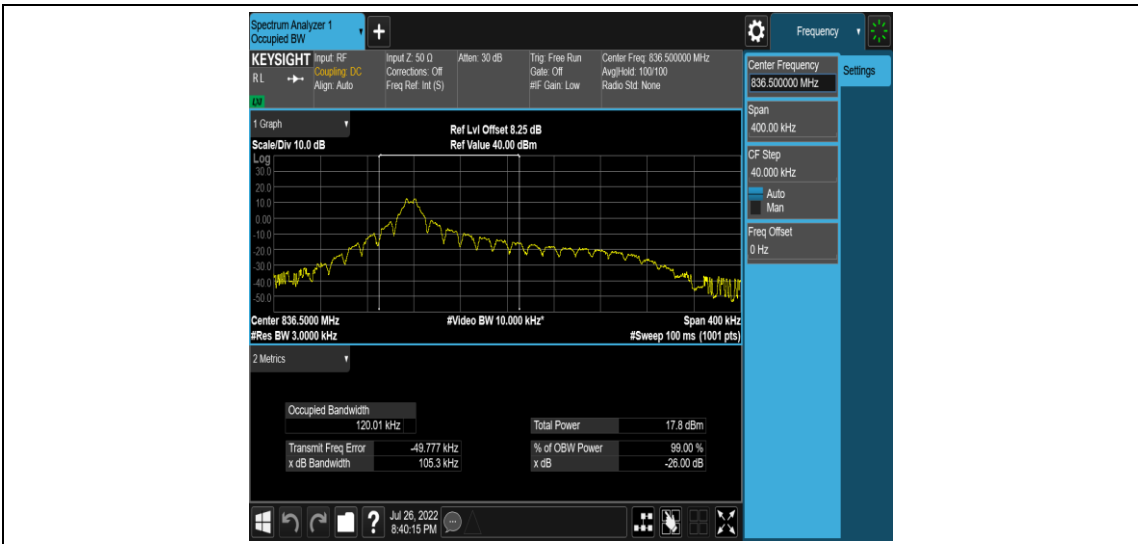 Spectrum Analyzer 1
Occupied BW
+
Frequency
KEYSIGHT
RL
LXI
Input: RF
Coupling: DC
Align: Auto
Input Z: 50 Ω
Corrections: Off
Freq Ref: Int (S)
Atten: 30 dB
Trig: Free Run
Gate: Off
#IF Gain: Low
Center Freq: 836.500000 MHz
Avg|Hold: 100/100
Radio Std: None
Center Frequency
836.500000 MHz
Settings
Span
400.00 kHz
CF Step
40.000 kHz
Auto
Man
Freq Offset
0 Hz
1 Graph
Scale/Div 10.0 dB
Ref Lvl Offset 8.25 dB
Ref Value 40.00 dBm
Log
30.0
20.0
10.0
0.00
-10.0
-20.0
-30.0
-40.0
-50.0
Center 836.5000 MHz
#Video BW 10.000 kHz*
Span 400 kHz
#Res BW 3.0000 kHz
#Sweep 100 ms (1001 pts)
2 Metrics
Occupied Bandwidth
120.01 kHz
Total Power 17.8 dBm
Transmit Freq Error -49.777 kHz
% of OBW Power 99.00 %
x dB Bandwidth 105.3 kHz
x dB -26.00 dB
?
Jul 26, 2022
8:40:15 PM